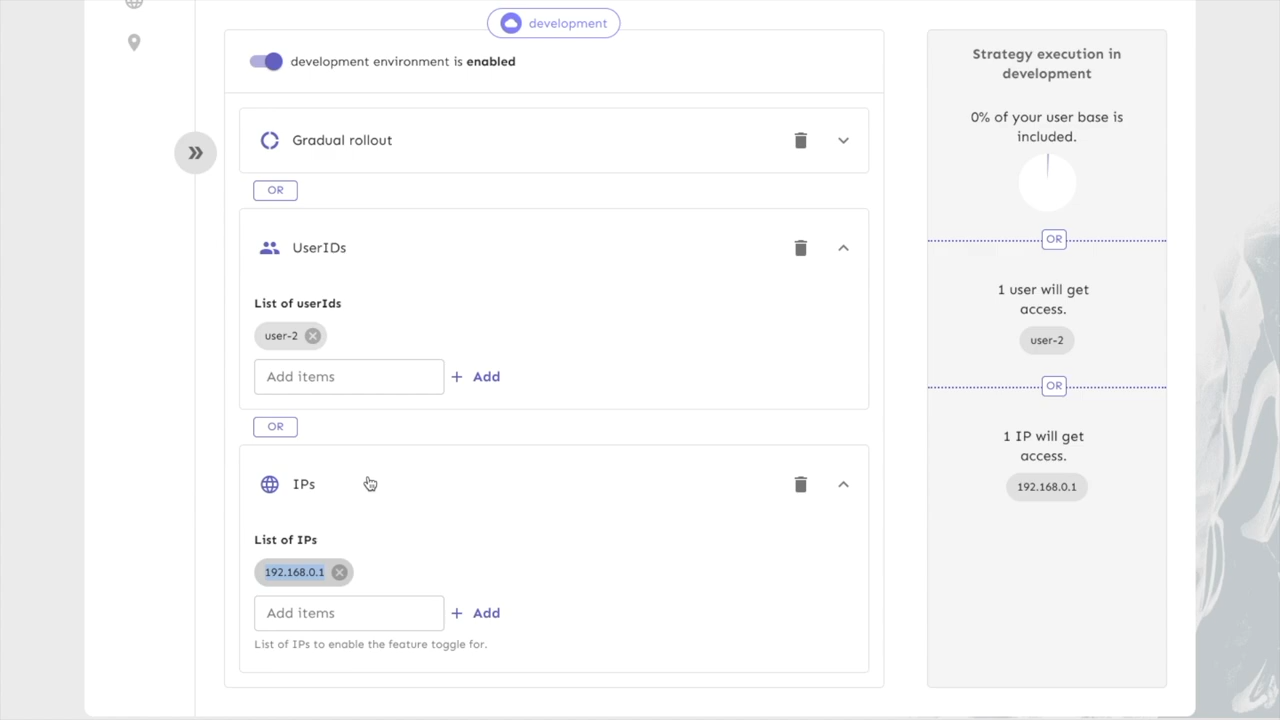 development
development environment is enabled
Gradual rollout
OR
UserIDs
List of userIds
user-2
Add items
+ Add
OR
IPs
List of IPs
192.168.0.1
Add items
+ Add
List of IPs to enable the feature toggle for.
Strategy execution in
development
0% of your user base is
included.
OR
1 user will get
access.
user-2
OR
1 IP will get
access.
192.168.0.1